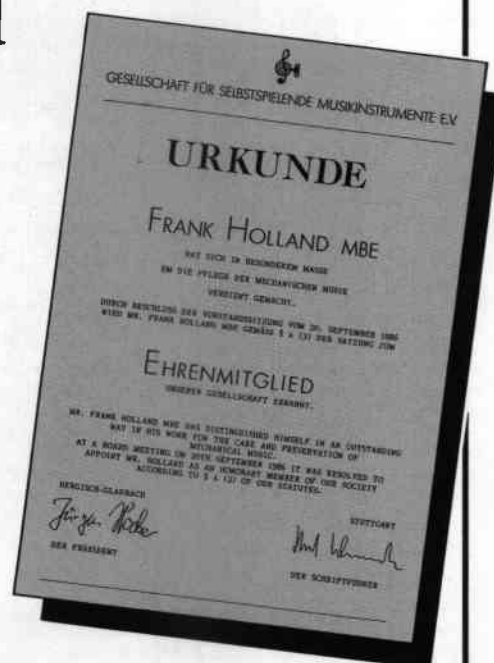 GESELLSCHAFT FÜR SELBSTSPIELENDE MUSIKINSTRUMENTE E.V.
URKUNDE
FRANK HOLLAND MBE
HAT SICH IN BESONDEREM MASSE
UM DIE PFLEGE DER MECHANISCHEN MUSIK
VERDIENT GEMACHT.
DURCH BESCHLUSS DER VORSTANDSSITZUNG VOM 20. SEPTEMBER 1986
WIRD MR. FRANK HOLLAND MBE GEMÄSS § 4 (3) DER SATZUNG ZUM
EHRENMITGLIED
UNSERER GESELLSCHAFT ERNANNT.
MR. FRANK HOLLAND MBE HAS DISTINGUISHED HIMSELF IN AN OUTSTANDING
WAY IN HIS WORK FOR THE CARE AND PRESERVATION OF
MECHANICAL MUSIC.
AT A BOARD MEETING ON 20TH SEPTEMBER 1986 IT WAS RESOLVED TO
APPOINT MR. HOLLAND AS AN HONORARY MEMBER OF OUR SOCIETY
ACCORDING TO § 4 (3) OF OUR STATUTES.
BERGISCH-GLADBACH
STUTTGART
Jürgen Hocker
DER PRÄSIDENT
DER SCHRIFTFÜHRER